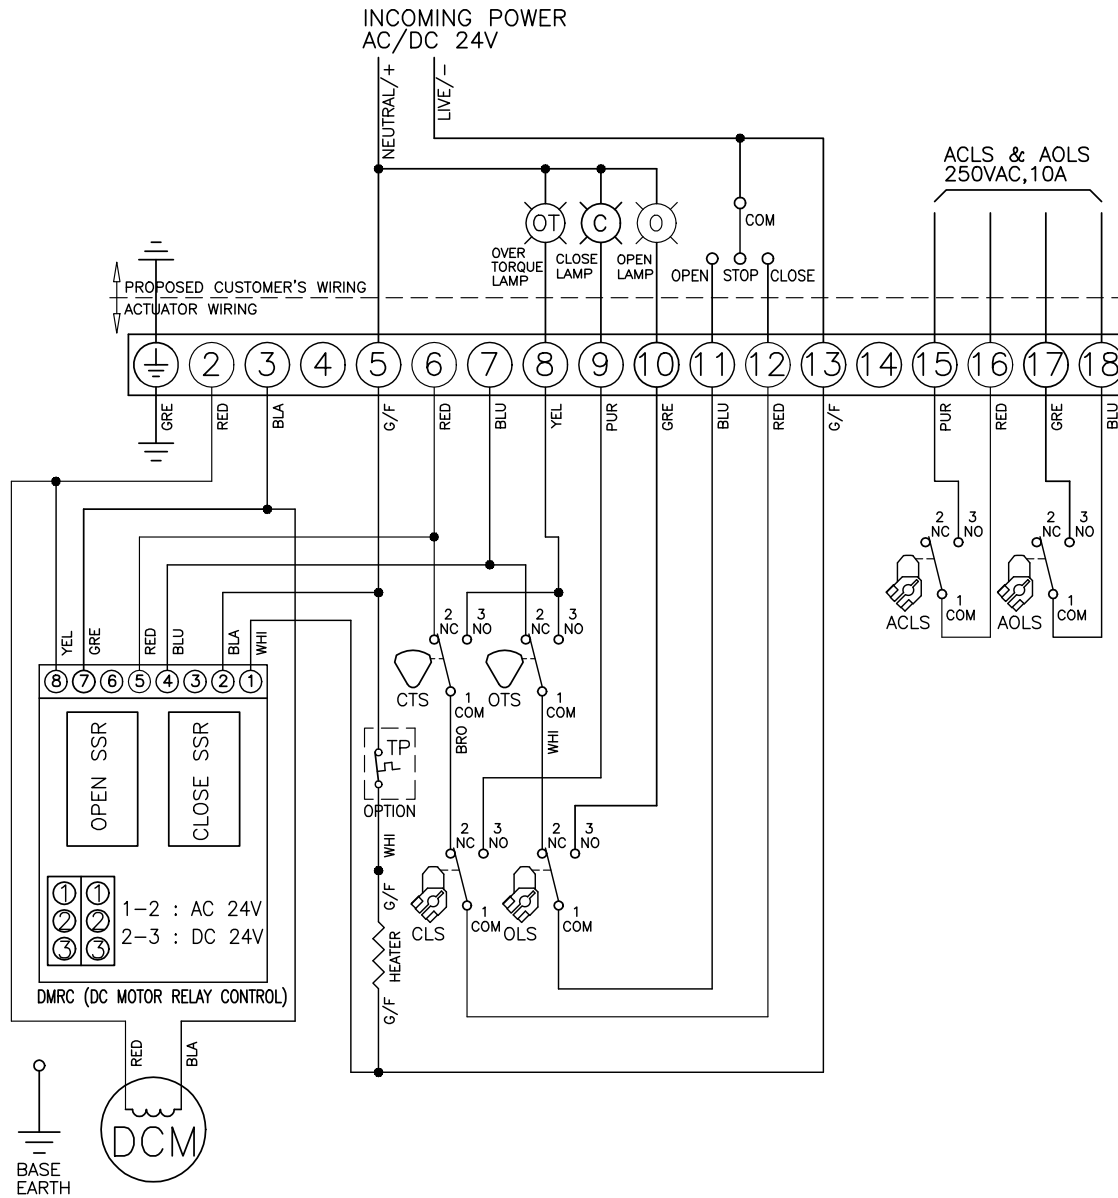 INCOMING POWER
AC/DC 24V
NEUTRAL/+
LIVE/-
ACLS & AOLS
250VAC,10A
OT
C
O
COM
OVER
TORQUE
LAMP
CLOSE
LAMP
OPEN
LAMP
OPEN
STOP
CLOSE
PROPOSED CUSTOMER'S WIRING
ACTUATOR WIRING
2 3 4 5 6 7 8 9 10 11 12 13 14 15 16 17 18
GRE
RED
BLA
G/F
RED
BLU
YEL
PUR
GRE
BLU
RED
G/F
PUR
RED
GRE
BLU
2 3
NC NO
2 3
NC NO
1
COM
1
COM
ACLS
AOLS
YEL
GRE
RED
BLU
BLA
WHI
2 3
NC NO
2 3
NC NO
8 7 6 5 4 3 2 1
CTS
OTS
1
COM
1
COM
OPEN SSR
CLOSE SSR
BRO
WHI
TP
OPTION
WHI
2 3
NC NO
2 3
NC NO
G/F
1 1
2 2
3 3
1-2 : AC 24V
2-3 : DC 24V
1
COM
1
COM
CLS
OLS
HEATER
G/F
DMRC (DC MOTOR RELAY CONTROL)
RED
BLA
DCM
BASE
EARTH